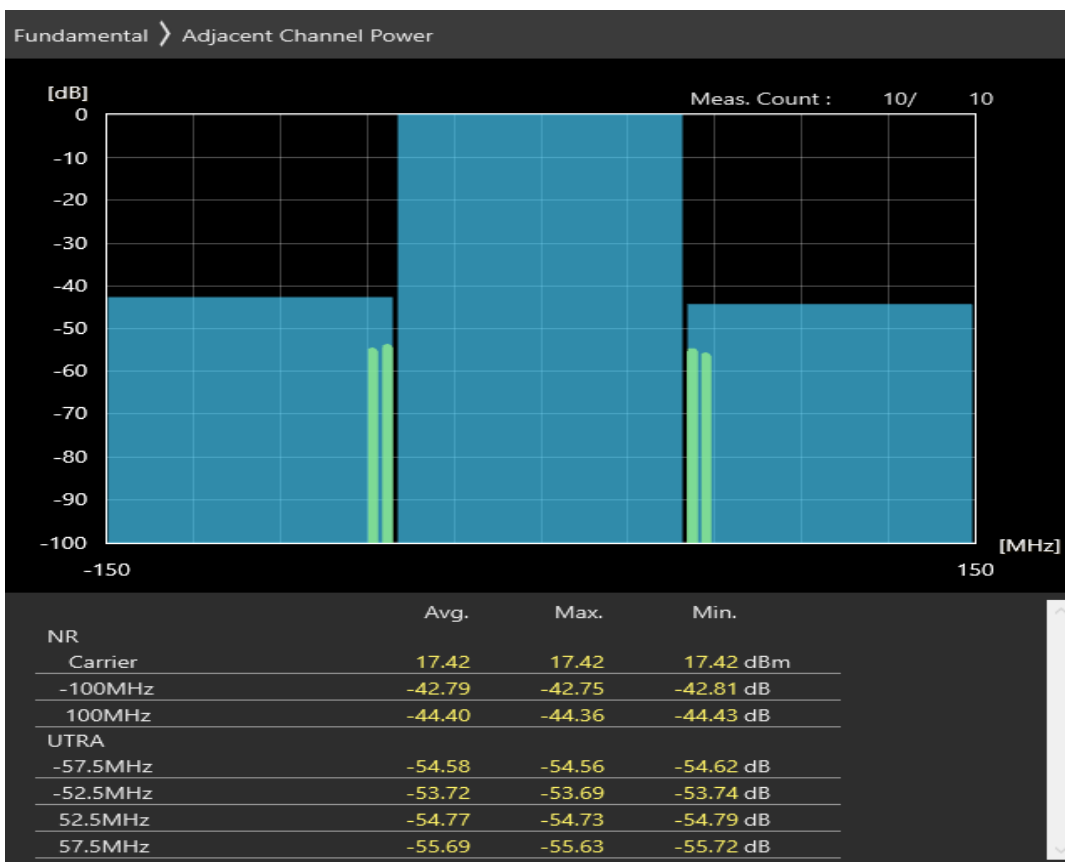 Fundamental 〉 Adjacent Channel Power
[dB]
Meas. Count : 10/ 10
0
-10
-20
-30
-40
-50
-60
-70
-80
-90
-100
[MHz]
-150 150
Avg. Max. Min.
NR
Carrier 17.42 17.42 17.42 dBm
-100MHz -42.79 -42.75 -42.81 dB
100MHz -44.40 -44.36 -44.43 dB
UTRA
-57.5MHz -54.58 -54.56 -54.62 dB
-52.5MHz -53.72 -53.69 -53.74 dB
52.5MHz -54.77 -54.73 -54.79 dB
57.5MHz -55.69 -55.63 -55.72 dB